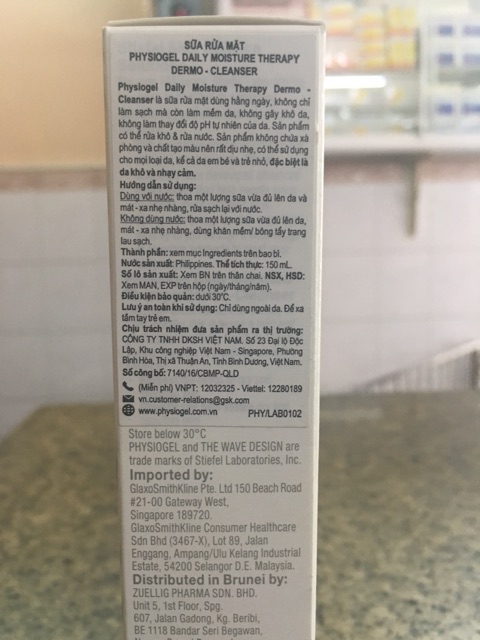 SỮA RỬA MẶT
PHYSIOGEL DAILY MOISTURE THERAPY
DERMO - CLEANSER
Physiogel Daily Moisture Therapy Dermo -
Cleanser là sữa rửa mặt dùng hằng ngày, không chỉ
làm sạch mà còn làm mềm da, không gây khô da,
không làm thay đổi độ pH tự nhiên của da. Sản phẩm
có thể rửa khô & rửa nước. Sản phẩm không chứa xà
phòng và chất tạo màu nên rất dịu nhẹ, có thể sử dụng
cho mọi loại da, kể cả da em bé và trẻ nhỏ, đặc biệt là
da khô và nhạy cảm.
Hướng dẫn sử dụng:
Dùng với nước: thoa một lượng sữa vừa đủ lên da và
mát - xa nhẹ nhàng, rửa sạch lại với nước.
Không dùng nước: thoa một lượng sữa vừa đủ lên da,
mát - xa nhẹ nhàng, dùng khăn mềm/ bông tẩy trang
lau sạch.
Thành phần: xem mục Ingredients trên bao bì.
Nước sản xuất: Philippines. Thể tích thực: 150 mL.
Số lô sản xuất: Xem BN trên thân chai. NSX, HSD:
Xem MAN, EXP trên hộp (ngày/tháng/năm).
Điều kiện bảo quản: dưới 30°C.
Lưu ý an toàn khi sử dụng: Chỉ dùng ngoài da. Để xa
tầm tay trẻ em.
Chịu trách nhiệm đưa sản phẩm ra thị trường:
CÔNG TY TNHH DKSH VIỆT NAM. Số 23 Đại lộ Độc
Lập, Khu công nghiệp Việt Nam - Singapore, Phường
Bình Hòa, Thị xã Thuận An, Tỉnh Bình Dương, Việt Nam.
Số công bố: 7140/16/CBMP-QLD
(Miễn phí) VNPT: 12032325 - Viettel: 12280189
vn.customer-relations@gsk.com
www.physiogel.com.vn PHY/LAB0102
Store below 30°C
PHYSIOGEL and THE WAVE DESIGN are
trade marks of Stiefel Laboratories, Inc.
Imported by:
GlaxoSmithKline Pte. Ltd 150 Beach Road
#21-00 Gateway West,
Singapore 189720.
GlaxoSmithKline Consumer Healthcare
Sdn Bhd (3467-X), Lot 89, Jalan
Enggang, Ampang/Ulu Kelang Industrial
Estate, 54200 Selangor D.E. Malaysia.
Distributed in Brunei by:
ZUELLIG PHARMA SDN. BHD.
Unit 5, 1st Floor, Spg.
607, Jalan Gadong, Kg. Beribi,
BE 1118 Bandar Seri Begawan,